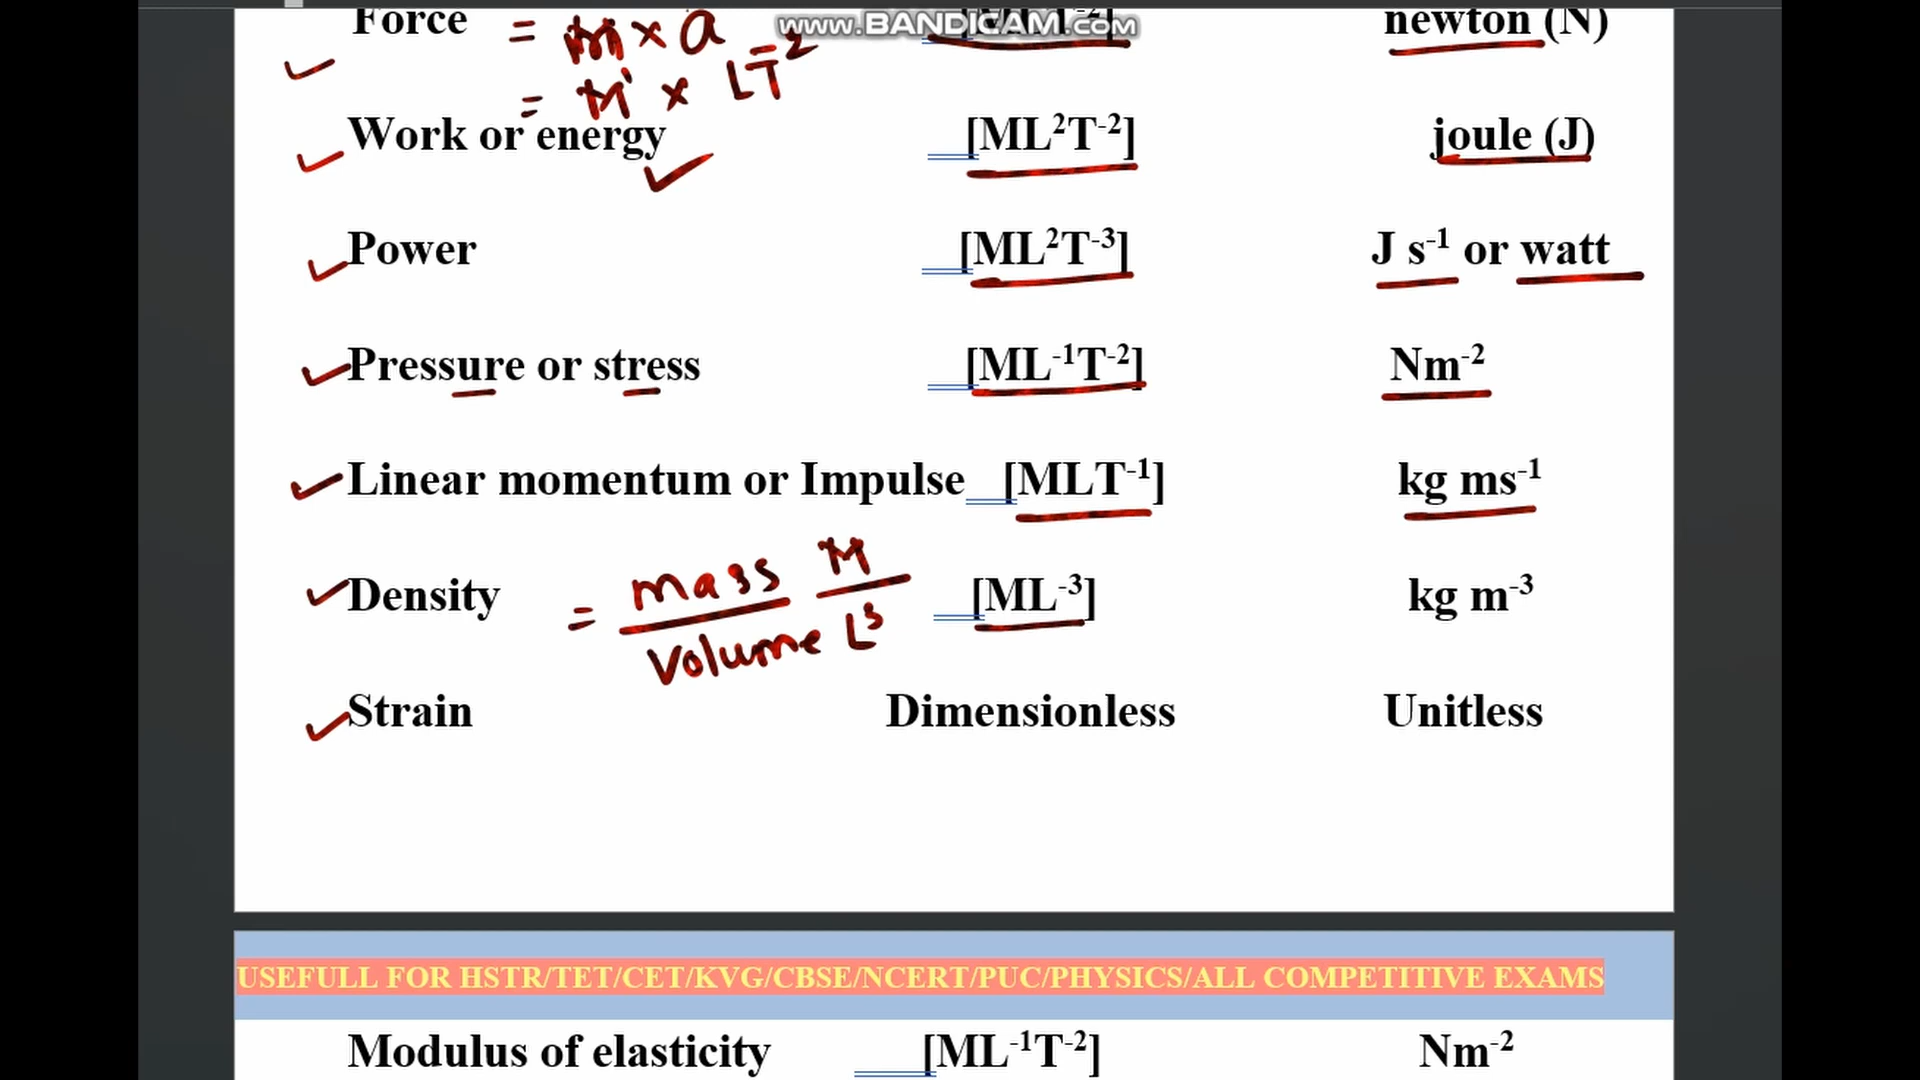 www.BANDICAM.com
Force = m × a newton (N)
= M × LT⁻²
Work or energy [ML²T⁻²] joule (J)
Power [ML²T⁻³] J s⁻¹ or watt
Pressure or stress [ML⁻¹T⁻²] Nm⁻²
Linear momentum or Impulse [MLT⁻¹] kg ms⁻¹
Density = mass / volume M / L³ [ML⁻³] kg m⁻³
Strain Dimensionless Unitless
USEFULL FOR HSTR/TET/CET/KVG/CBSE/NCERT/PUC/PHYSICS/ALL COMPETITIVE EXAMS
Modulus of elasticity [ML⁻¹T⁻²] Nm⁻²